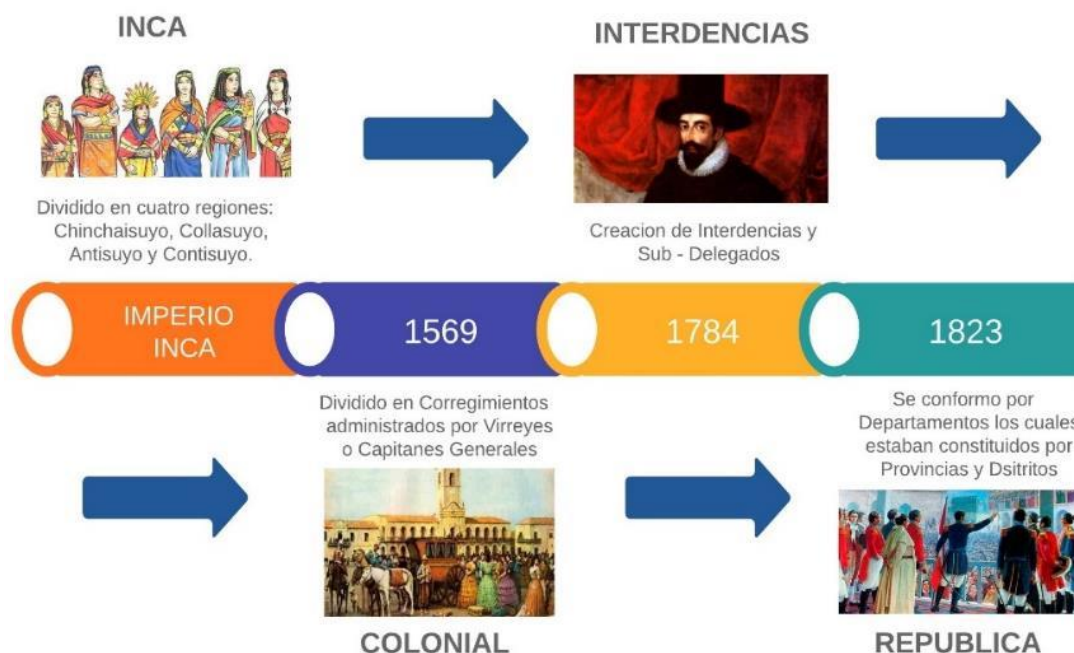 INCA
Dividido en cuatro regiones:
Chinchaisuyo, Collasuyo,
Antisuyo y Contisuyo.
INTERDENCIAS
Creacion de Interdencias y
Sub - Delegados
IMPERIO
INCA
1569
1784
1823
Dividido en Corregimientos
administrados por Virreyes
o Capitanes Generales
COLONIAL
Se conformo por
Departamentos los cuales
estaban constituidos por
Provincias y Dsitritos
REPUBLICA